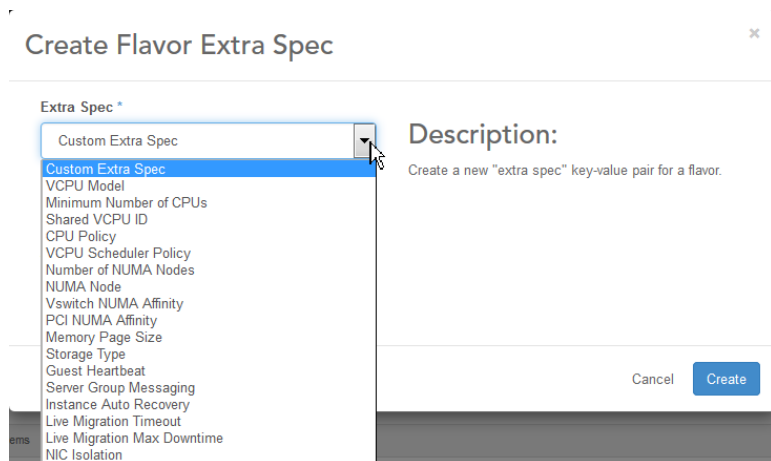 Create Flavor Extra Spec
×
Extra Spec *
Custom Extra Spec
Description:
Create a new "extra spec" key-value pair for a flavor.
Custom Extra Spec
VCPU Model
Minimum Number of CPUs
Shared VCPU ID
CPU Policy
VCPU Scheduler Policy
Number of NUMA Nodes
NUMA Node
Vswitch NUMA Affinity
PCI NUMA Affinity
Memory Page Size
Storage Type
Guest Heartbeat
Server Group Messaging
Instance Auto Recovery
Live Migration Timeout
Live Migration Max Downtime
NIC Isolation
Cancel
Create
ems